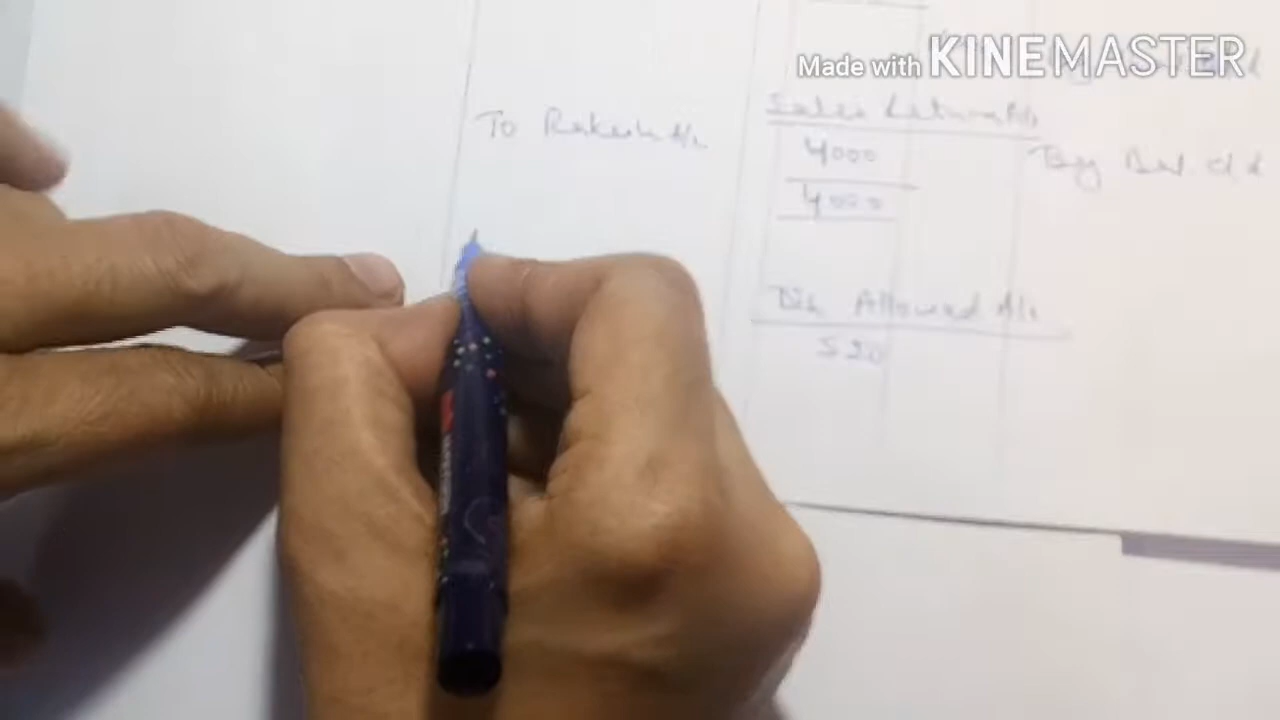 Made with KINEMASTER
Sales Return A/c
To Rakesh A/c 4000 By Bal c/d
4000
Dis Allowed A/c
520